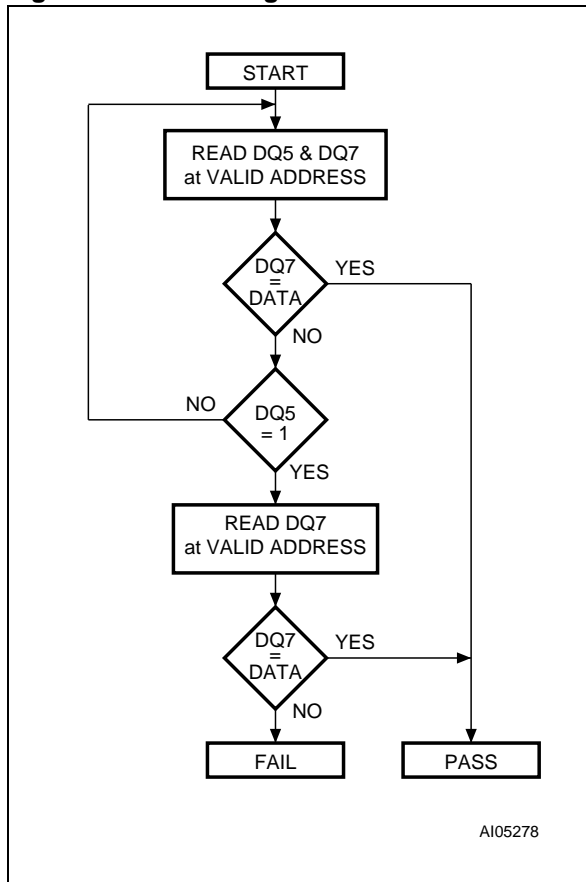 START
READ DQ5 & DQ7
at VALID ADDRESS
DQ7
=
DATA
YES
NO
NO
DQ5
= 1
YES
READ DQ7
at VALID ADDRESS
DQ7
=
DATA
YES
NO
FAIL
PASS
AI05278